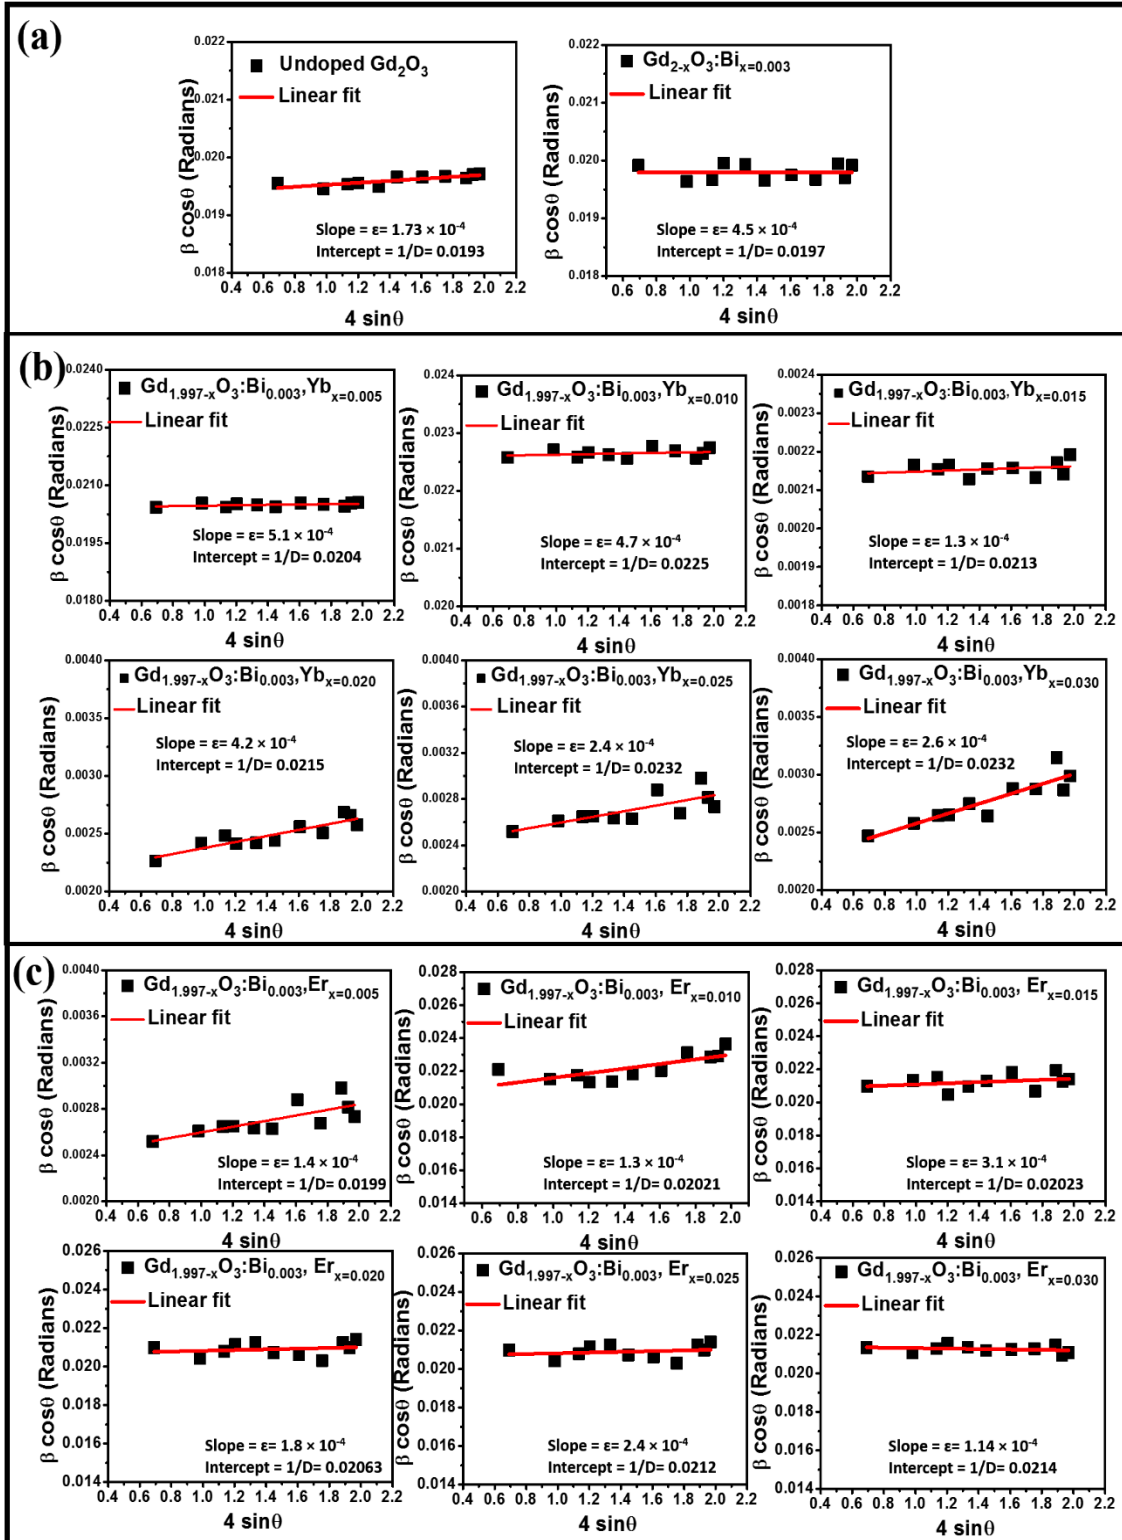 (a)
Undoped Gd₂O₃
Linear fit
β cosθ (Radians)
0.022
0.021
0.020
0.019
0.018
Slope = ε= 1.73 × 10⁻⁴
Intercept = 1/D= 0.0193
0.4 0.6 0.8 1.0 1.2 1.4 1.6 1.8 2.0 2.2
4 sinθ
Gd₂₋ₓO₃:Biₓ₌₀.₀₀₃
Linear fit
β cosθ (Radians)
0.022
0.021
0.020
0.019
0.018
Slope = ε= 4.5 × 10⁻⁴
Intercept = 1/D= 0.0197
0.4 0.6 0.8 1.0 1.2 1.4 1.6 1.8 2.0 2.2
4 sinθ
(b)
Gd₁.₉₉₇₋ₓO₃:Bi₀.₀₀₃,Ybₓ₌₀.₀₀₅
Linear fit
β cosθ (Radians)
0.0240
0.0225
0.0210
0.0195
0.0180
Slope = ε= 5.1 × 10⁻⁴
Intercept = 1/D= 0.0204
0.4 0.6 0.8 1.0 1.2 1.4 1.6 1.8 2.0 2.2
4 sinθ
Gd₁.₉₉₇₋ₓO₃:Bi₀.₀₀₃,Ybₓ₌₀.₀₁₀
Linear fit
β cosθ (Radians)
0.024
0.023
0.022
0.021
0.020
Slope = ε= 4.7 × 10⁻⁴
Intercept = 1/D= 0.0225
0.4 0.6 0.8 1.0 1.2 1.4 1.6 1.8 2.0 2.2
4 sinθ
Gd₁.₉₉₇₋ₓO₃:Bi₀.₀₀₃,Ybₓ₌₀.₀₁₅
Linear fit
β cosθ (Radians)
0.0024
0.0023
0.0022
0.0021
0.0020
0.0019
0.0018
Slope = ε= 1.3 × 10⁻⁴
Intercept = 1/D= 0.0213
0.4 0.6 0.8 1.0 1.2 1.4 1.6 1.8 2.0 2.2
4 sinθ
Gd₁.₉₉₇₋ₓO₃:Bi₀.₀₀₃,Ybₓ₌₀.₀₂₀
Linear fit
β cosθ (Radians)
0.0040
0.0035
0.0030
0.0025
0.0020
Slope = ε= 4.2 × 10⁻⁴
Intercept = 1/D= 0.0215
0.4 0.6 0.8 1.0 1.2 1.4 1.6 1.8 2.0 2.2
4 sinθ
Gd₁.₉₉₇₋ₓO₃:Bi₀.₀₀₃,Ybₓ₌₀.₀₂₅
Linear fit
β cosθ (Radians)
0.0040
0.0036
0.0032
0.0028
0.0024
0.0020
Slope = ε= 2.4 × 10⁻⁴
Intercept = 1/D= 0.0232
0.4 0.6 0.8 1.0 1.2 1.4 1.6 1.8 2.0 2.2
4 sinθ
Gd₁.₉₉₇₋ₓO₃:Bi₀.₀₀₃,Ybₓ₌₀.₀₃₀
Linear fit
β cosθ (Radians)
0.0040
0.0035
0.0030
0.0025
0.0020
Slope = ε= 2.6 × 10⁻⁴
Intercept = 1/D= 0.0232
0.4 0.6 0.8 1.0 1.2 1.4 1.6 1.8 2.0 2.2
4 sinθ
(c)
Gd₁.₉₉₇₋ₓO₃:Bi₀.₀₀₃,Erₓ₌₀.₀₀₅
Linear fit
β cosθ (Radians)
0.0040
0.0036
0.0032
0.0028
0.0024
0.0020
Slope = ε= 1.4 × 10⁻⁴
Intercept = 1/D= 0.0199
0.4 0.6 0.8 1.0 1.2 1.4 1.6 1.8 2.0 2.2
4 sinθ
Gd₁.₉₉₇₋ₓO₃:Bi₀.₀₀₃, Erₓ₌₀.₀₁₀
Linear fit
β cosθ (Radians)
0.028
0.026
0.024
0.022
0.020
0.018
0.016
0.014
Slope = ε= 1.3 × 10⁻⁴
Intercept = 1/D= 0.02021
0.6 0.8 1.0 1.2 1.4 1.6 1.8 2.0
4 sinθ
Gd₁.₉₉₇₋ₓO₃:Bi₀.₀₀₃, Erₓ₌₀.₀₁₅
Linear fit
β cosθ (Radians)
0.028
0.026
0.024
0.022
0.020
0.018
0.016
0.014
Slope = ε= 3.1 × 10⁻⁴
Intercept = 1/D= 0.02023
0.4 0.6 0.8 1.0 1.2 1.4 1.6 1.8 2.0 2.2
4 sinθ
Gd₁.₉₉₇₋ₓO₃:Bi₀.₀₀₃, Erₓ₌₀.₀₂₀
Linear fit
β cosθ (Radians)
0.026
0.024
0.022
0.020
0.018
0.016
0.014
Slope = ε= 1.8 × 10⁻⁴
Intercept = 1/D= 0.02063
0.4 0.6 0.8 1.0 1.2 1.4 1.6 1.8 2.0 2.2
4 sinθ
Gd₁.₉₉₇₋ₓO₃:Bi₀.₀₀₃, Erₓ₌₀.₀₂₅
Linear fit
β cosθ (Radians)
0.026
0.024
0.022
0.020
0.018
0.016
0.014
Slope = ε= 2.4 × 10⁻⁴
Intercept = 1/D= 0.0212
0.4 0.6 0.8 1.0 1.2 1.4 1.6 1.8 2.0 2.2
4 sinθ
Gd₁.₉₉₇₋ₓO₃:Bi₀.₀₀₃, Erₓ₌₀.₀₃₀
Linear fit
β cosθ (Radians)
0.026
0.024
0.022
0.020
0.018
0.016
0.014
Slope = ε= 1.14 × 10⁻⁴
Intercept = 1/D= 0.0214
0.4 0.6 0.8 1.0 1.2 1.4 1.6 1.8 2.0 2.2
4 sinθ